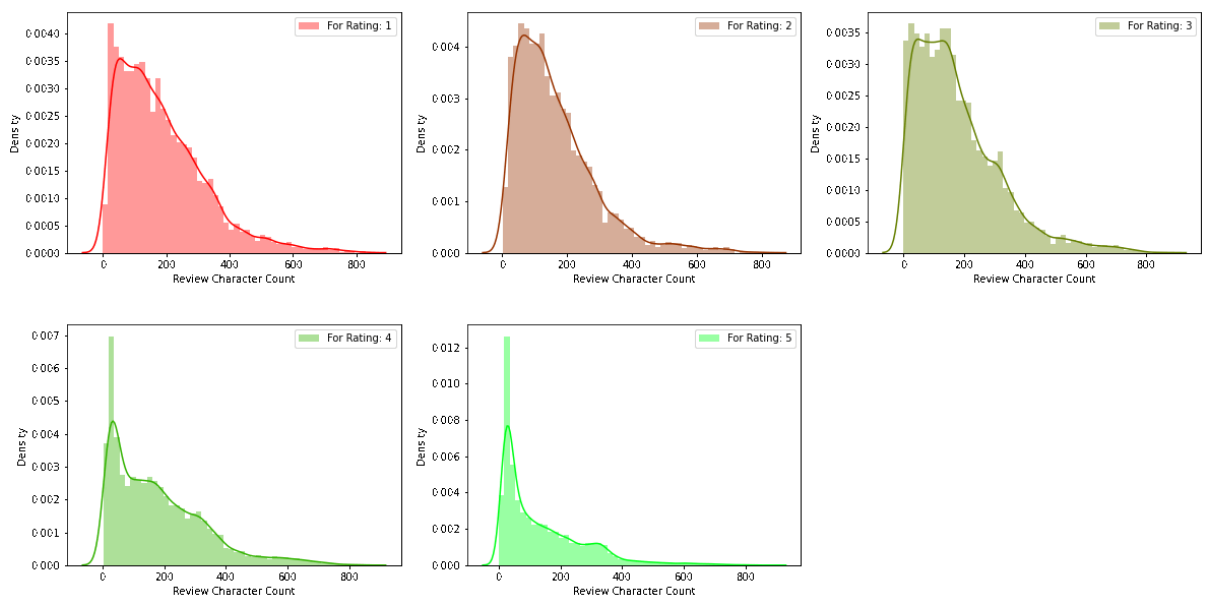 For Rating: 1
0.0040
0.0035
0.0030
0.0025
0.0020
0.0015
0.0010
0.0005
0.0000
Density
0 200 400 600 800
Review Character Count
For Rating: 2
0.004
0.003
0.002
0.001
0.000
Density
0 200 400 600 800
Review Character Count
For Rating: 3
0.0035
0.0030
0.0025
0.0020
0.0015
0.0010
0.0005
0.0000
Density
0 200 400 600 800
Review Character Count
For Rating: 4
0.007
0.006
0.005
0.004
0.003
0.002
0.001
0.000
Density
0 200 400 600 800
Review Character Count
For Rating: 5
0.012
0.010
0.008
0.006
0.004
0.002
0.000
Density
0 200 400 600 800
Review Character Count